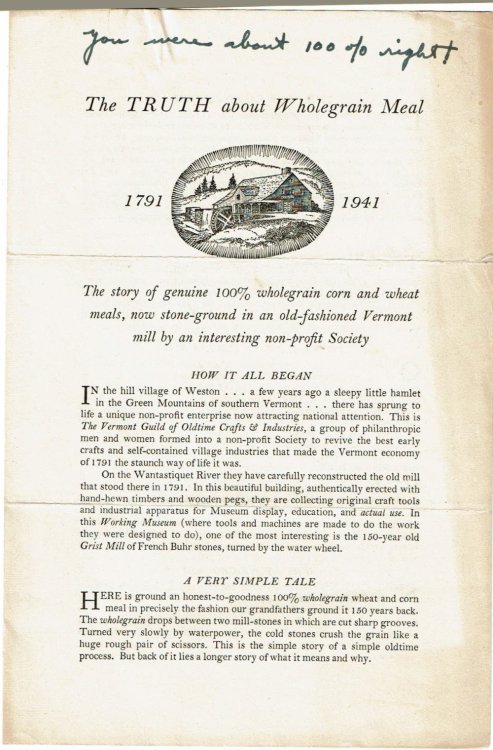 You were about 100% right!
The TRUTH about Wholegrain Meal
1791 1941
The story of genuine 100% wholegrain corn and wheat
meals, now stone-ground in an old-fashioned Vermont
mill by an interesting non-profit Society
HOW IT ALL BEGAN
IN the hill village of Weston . . . a few years ago a sleepy little hamlet
in the Green Mountains of southern Vermont . . . there has sprung to
life a unique non-profit enterprise now attracting national attention. This is
The Vermont Guild of Oldtime Crafts & Industries, a group of philanthropic
men and women formed into a non-profit Society to revive the best early
crafts and self-contained village industries that made the Vermont economy
of 1791 the staunch way of life it was.
On the Wantastiquet River they have carefully reconstructed the old mill
that stood there in 1791. In this beautiful building, authentically erected with
hand-hewn timbers and wooden pegs, they are collecting original craft tools
and industrial apparatus for Museum display, education, and actual use. In
this Working Museum (where tools and machines are made to do the work
they were designed to do), one of the most interesting is the 150-year old
Grist Mill of French Buhr stones, turned by the water wheel.
A VERY SIMPLE TALE
HERE is ground an honest-to-goodness 100% wholegrain wheat and corn
meal in precisely the fashion our grandfathers ground it 150 years back.
The wholegrain drops between two mill-stones in which are cut sharp grooves.
Turned very slowly by waterpower, the cold stones crush the grain like a
huge rough pair of scissors. This is the simple story of a simple oldtime
process. But back of it lies a longer story of what it means and why.